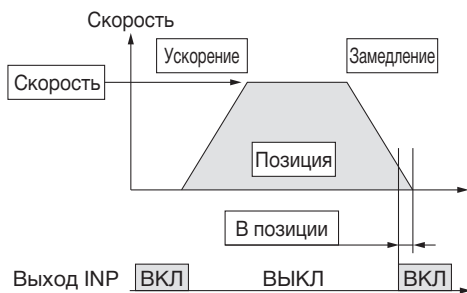 Скорость
Ускорение
Замедление
Скорость
Позиция
В позиции
Выход INP
ВКЛ
ВЫКЛ
ВКЛ